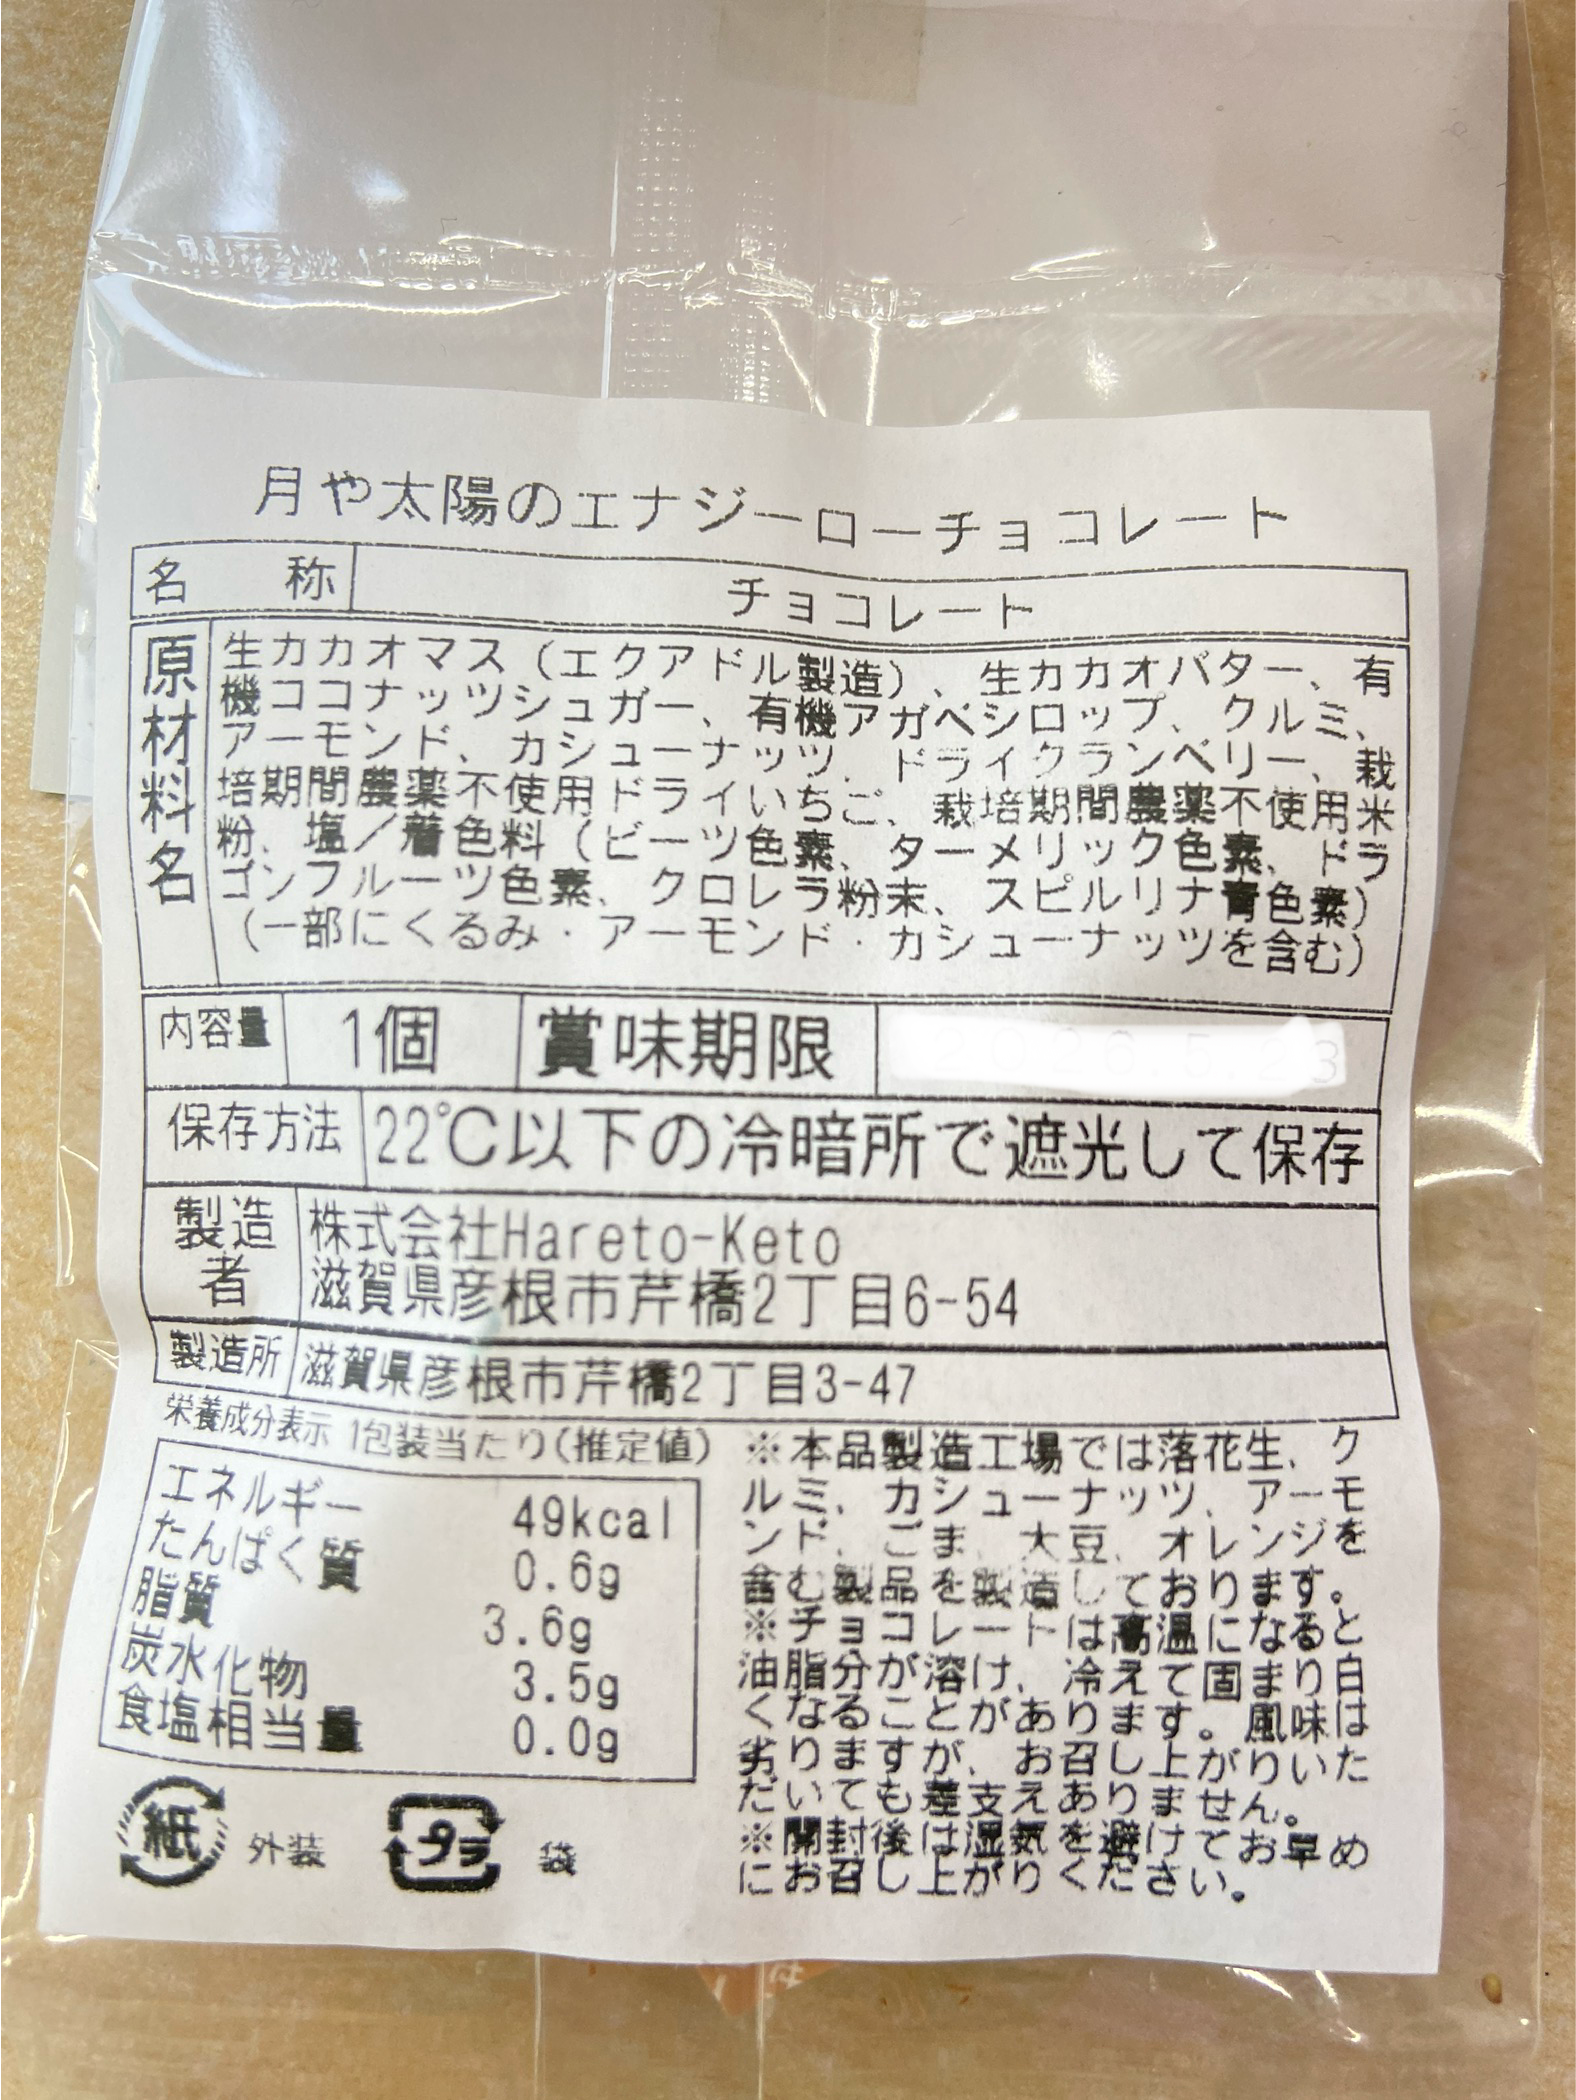 月や太陽のエナジーローチョコレート
名称 チョコレート
原材料名
生カカオマス（エクアドル製造）、生カカオバター、有
機ココナッツシュガー、有機アガベシロップ、クルミ、
アーモンド、カシューナッツ、ドライクランベリー、栽
培期間農薬不使用ドライいちご、栽培期間農薬不使用米
粉、塩／着色料（ビーツ色素、ターメリック色素、ドラ
ゴンフルーツ色素、クロレラ粉末、スピルリナ青色素）
（一部にくるみ・アーモンド・カシューナッツを含む）
内容量 1個 賞味期限
保存方法 22℃以下の冷暗所で遮光して保存
製造者
株式会社Hareto-Keto
滋賀県彦根市芹橋2丁目6-54
製造所 滋賀県彦根市芹橋2丁目3-47
栄養成分表示 1包装当たり(推定値)
エネルギー 49kcal
たんぱく質 0.6g
脂質 3.6g
炭水化物 3.5g
食塩相当量 0.0g
紙 外装 プラ 袋
※本品製造工場では落花生、ク
ルミ、カシューナッツ、アーモ
ンド、ごま、大豆、オレンジを
含む製品を製造しております。
※チョコレートは高温になると
油脂分が溶け、冷えて固まり白
くなることがあります。風味は
劣りますが、お召し上がりいた
だいても差支えありません。
※開封後は湿気を避けてお早め
にお召し上がりください。